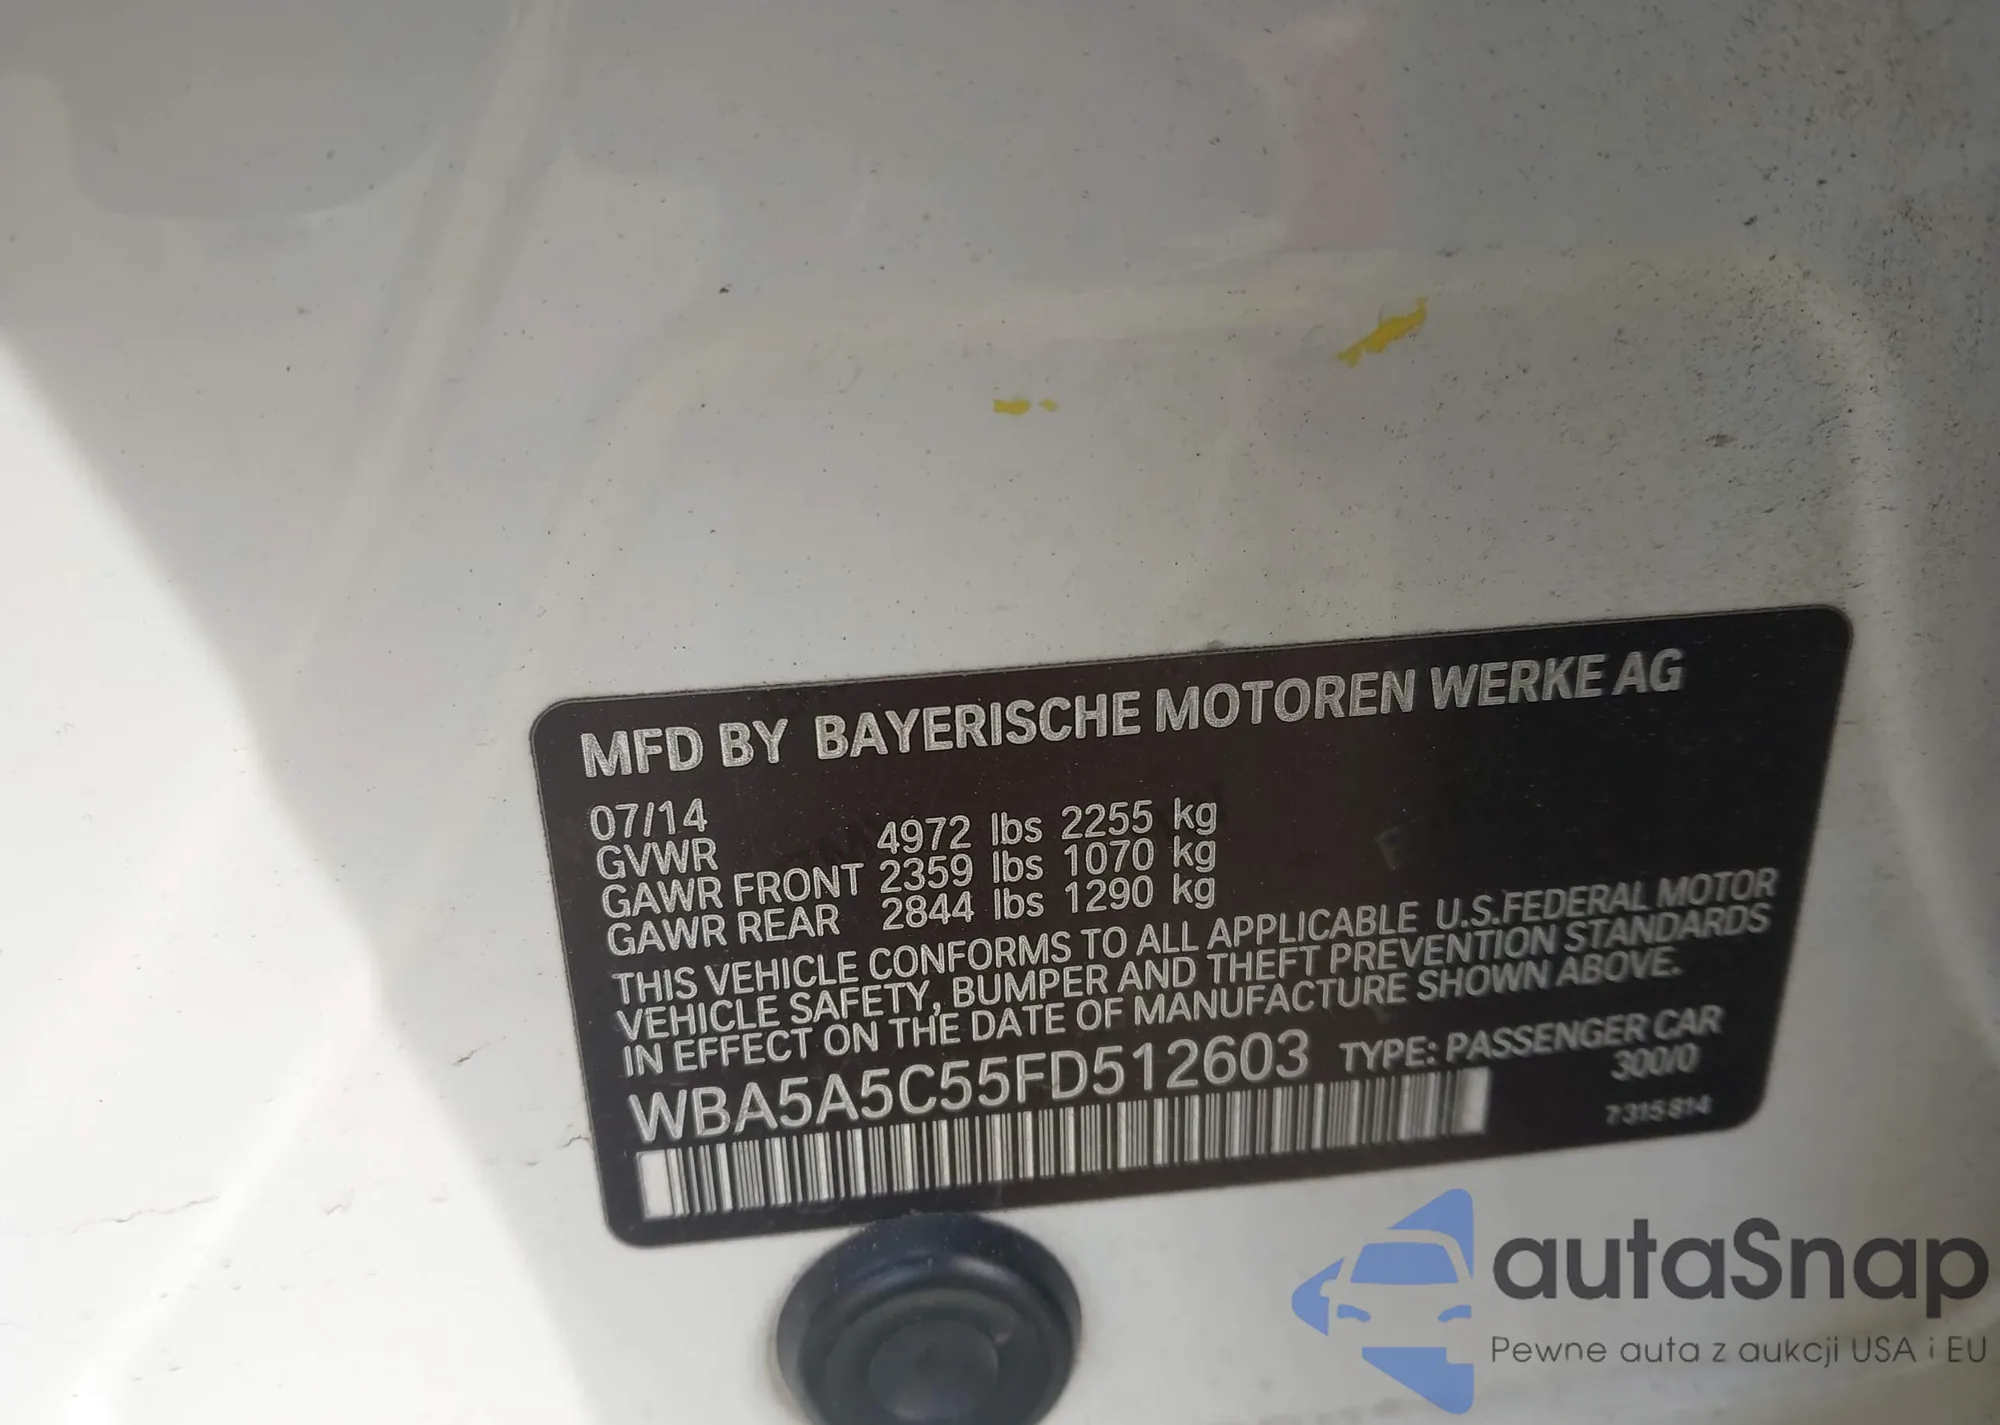 MFD BY BAYERISCHE MOTOREN WERKE AG
07/14
GVWR 4972 lbs 2255 kg
GAWR FRONT 2359 lbs 1070 kg
GAWR REAR 2844 lbs 1290 kg
THIS VEHICLE CONFORMS TO ALL APPLICABLE U.S.FEDERAL MOTOR
VEHICLE SAFETY, BUMPER AND THEFT PREVENTION STANDARDS
IN EFFECT ON THE DATE OF MANUFACTURE SHOWN ABOVE.
WBA5A5C55FD512603 TYPE: PASSENGER CAR
300/0
7 315 814
autaSnap
Pewne auta z aukcji USA i EU